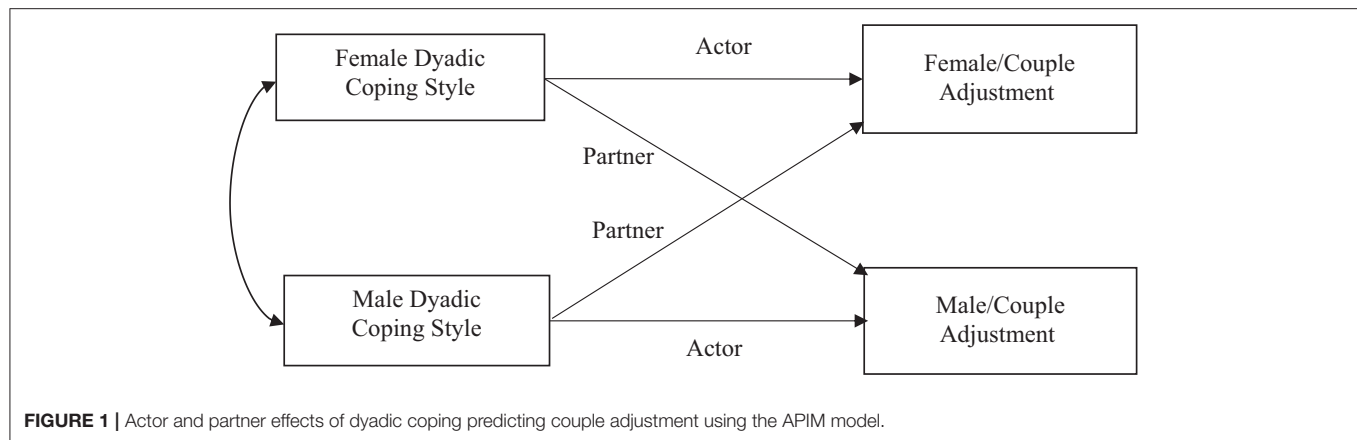 Female Dyadic
Coping Style
Actor
Female/Couple
Adjustment
Partner
Partner
Male Dyadic
Coping Style
Actor
Male/Couple
Adjustment
FIGURE 1 | Actor and partner effects of dyadic coping predicting couple adjustment using the APIM model.